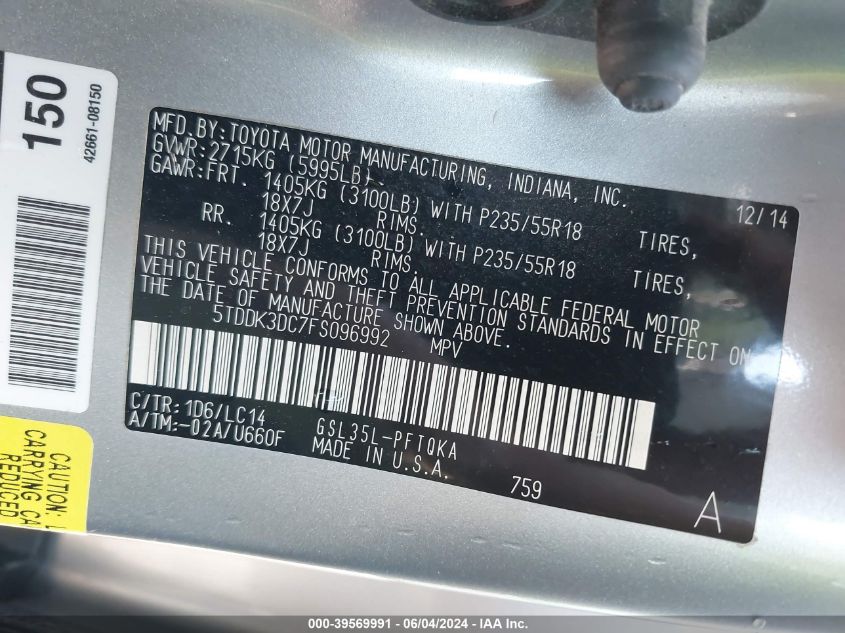 150
42661-08150
MFD.BY:TOYOTA MOTOR MANUFACTURING, INDIANA, INC.
GVWR:2715KG (5995LB) 12/14
GAWR:FRT. 1405KG (3100LB) WITH P235/55R18 TIRES,
18X7J RIMS.
RR. 1405KG (3100LB) WITH P235/55R18 TIRES,
18X7J RIMS.
THIS VEHICLE CONFORMS TO ALL APPLICABLE FEDERAL MOTOR
VEHICLE SAFETY AND THEFT PREVENTION STANDARDS IN EFFECT ON
THE DATE OF MANUFACTURE SHOWN ABOVE.
5TDDK3DC7FS096992 MPV
C/TR:1D6/LC14 GSL35L-PFTQKA
A/TM:-02A/U660F MADE IN U.S.A.
759
A
CAUTION:
CARRYING CA
REDUCED
000-39569991 - 06/04/2024 - IAA Inc.